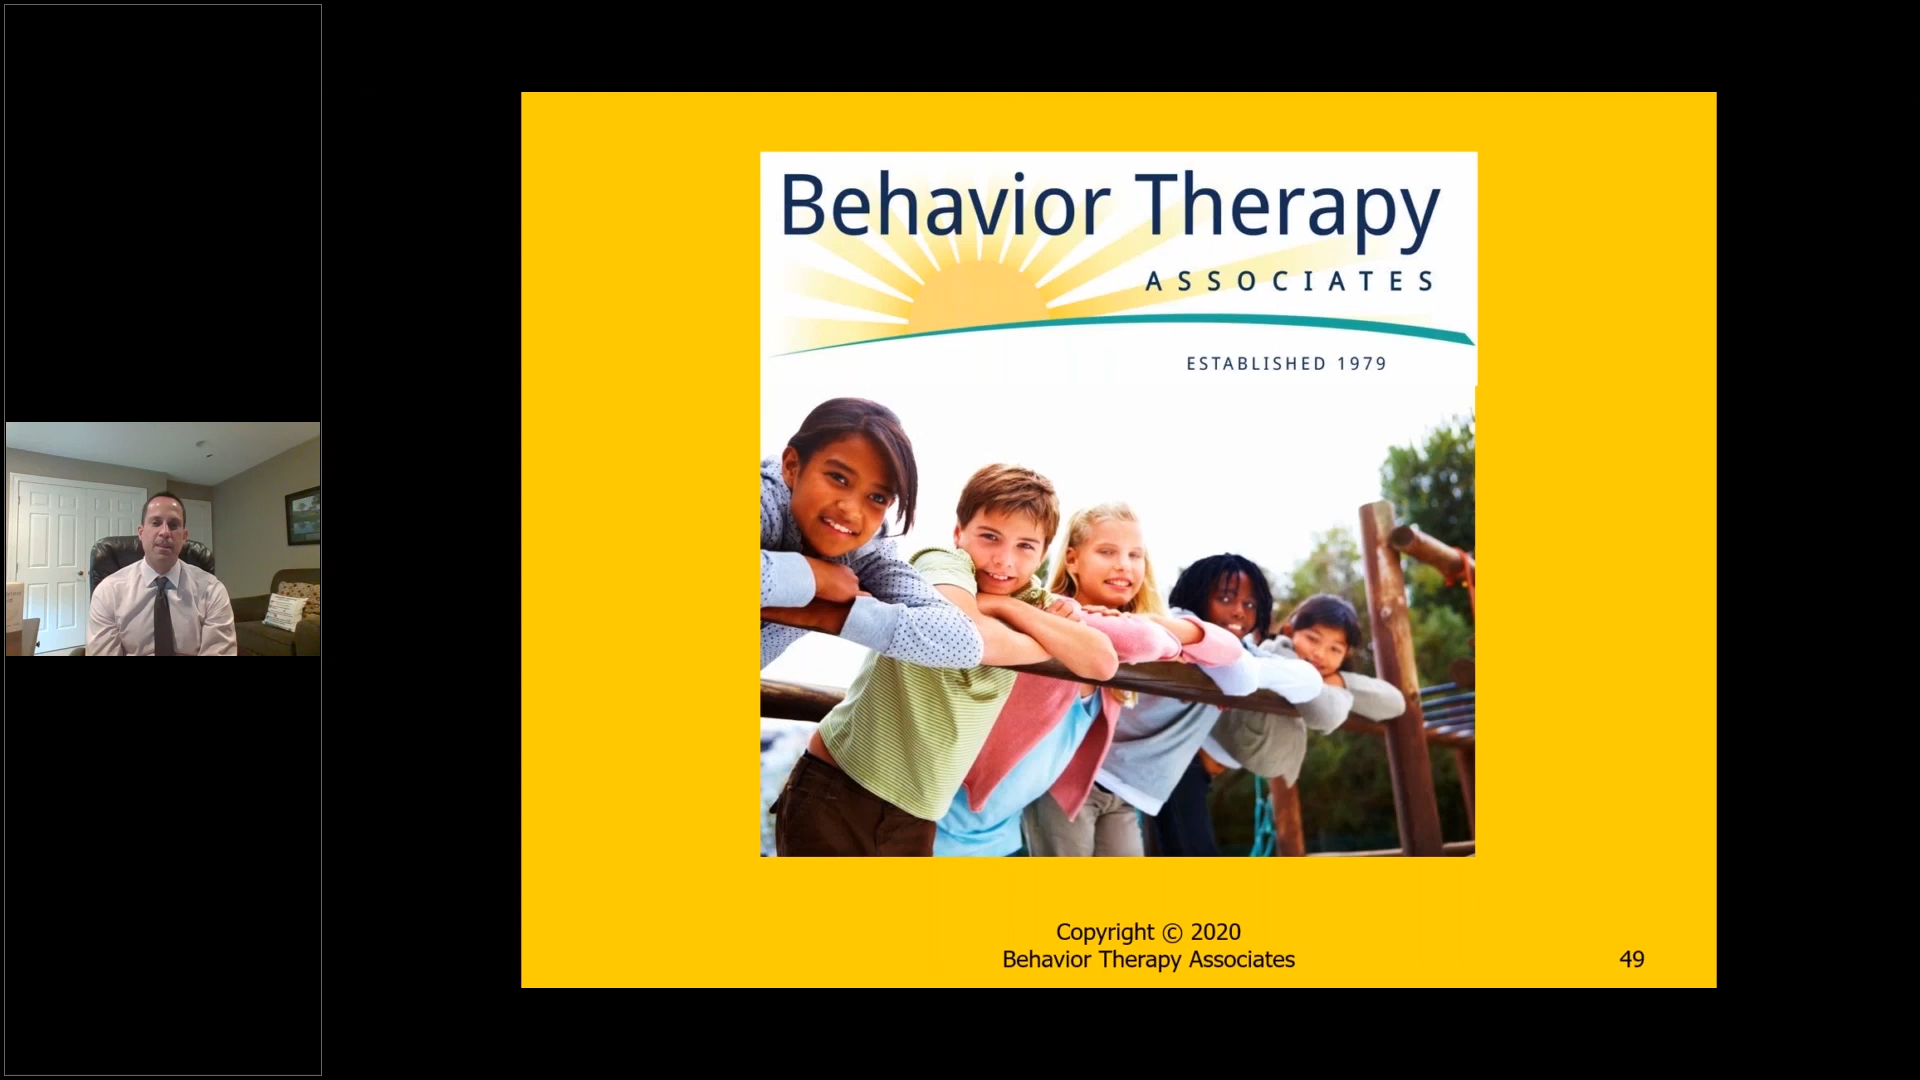 Behavior Therapy
ASSOCIATES
ESTABLISHED 1979
Copyright © 2020
Behavior Therapy Associates
49